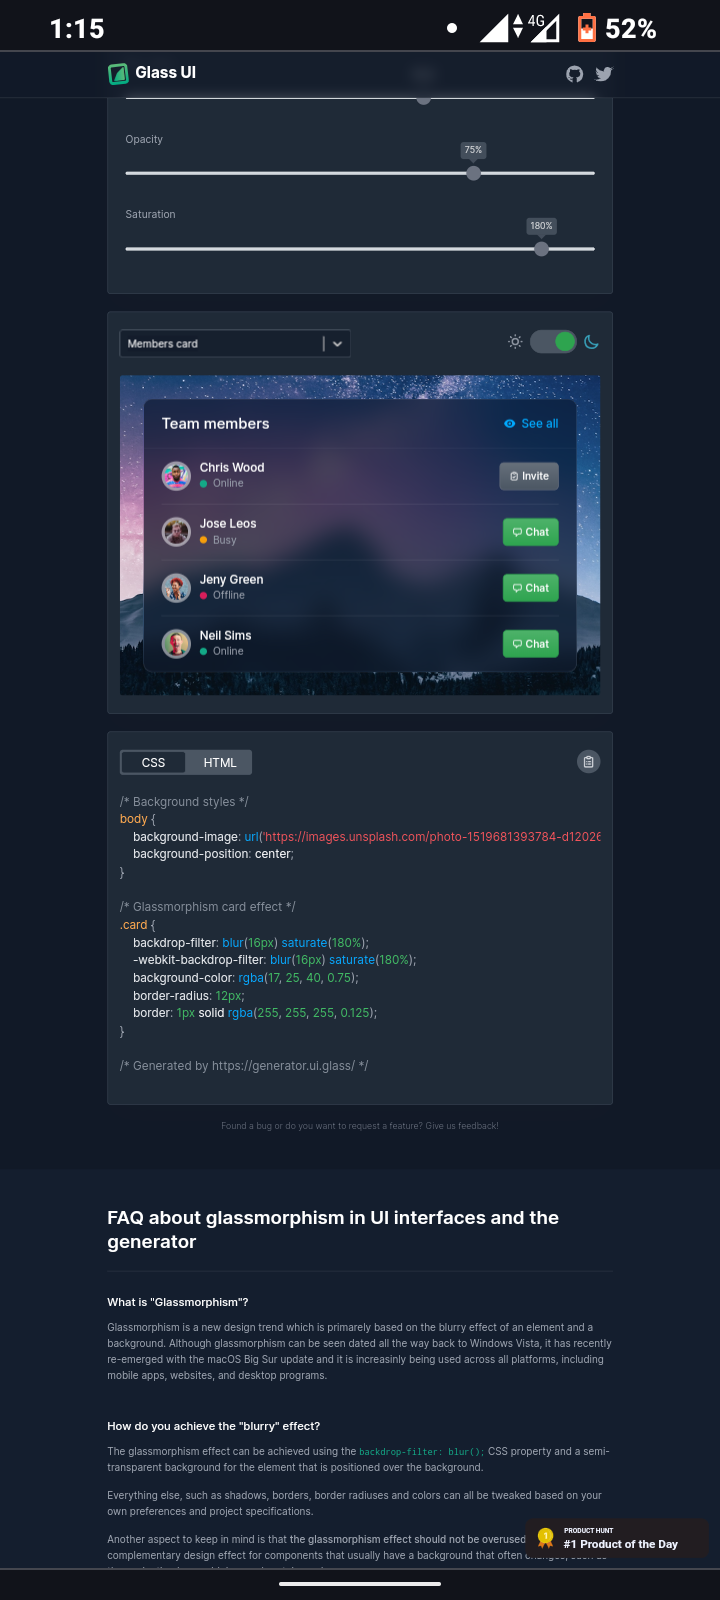 1:15
4G
52%
Glass UI
Opacity
75%
Saturation
180%
Members card
Team members
See all
Chris Wood
Online
Invite
Jose Leos
Busy
Chat
Jeny Green
Offline
Chat
Neil Sims
Online
Chat
CSS
HTML
/* Background styles */
body {
background-image: url('https://images.unsplash.com/photo-1519681393784-d12026
background-position: center;
}
/* Glassmorphism card effect */
.card {
backdrop-filter: blur(16px) saturate(180%);
-webkit-backdrop-filter: blur(16px) saturate(180%);
background-color: rgba(17, 25, 40, 0.75);
border-radius: 12px;
border: 1px solid rgba(255, 255, 255, 0.125);
}
/* Generated by https://generator.ui.glass/ */
Found a bug or do you want to request a feature? Give us feedback!
FAQ about glassmorphism in UI interfaces and the
generator
What is "Glassmorphism"?
Glassmorphism is a new design trend which is primarely based on the blurry effect of an element and a
background. Although glassmorphism can be seen dated all the way back to Windows Vista, it has recently
re-emerged with the macOS Big Sur update and it is increasinly being used across all platforms, including
mobile apps, websites, and desktop programs.
How do you achieve the "blurry" effect?
The glassmorphism effect can be achieved using the backdrop-filter: blur(); CSS property and a semi-
transparent background for the element that is positioned over the background.
Everything else, such as shadows, borders, border radiuses and colors can all be tweaked based on your
own preferences and project specifications.
Another aspect to keep in mind is that the glassmorphism effect should not be overused
complementary design effect for components that usually have a background that often
PRODUCT HUNT
#1 Product of the Day